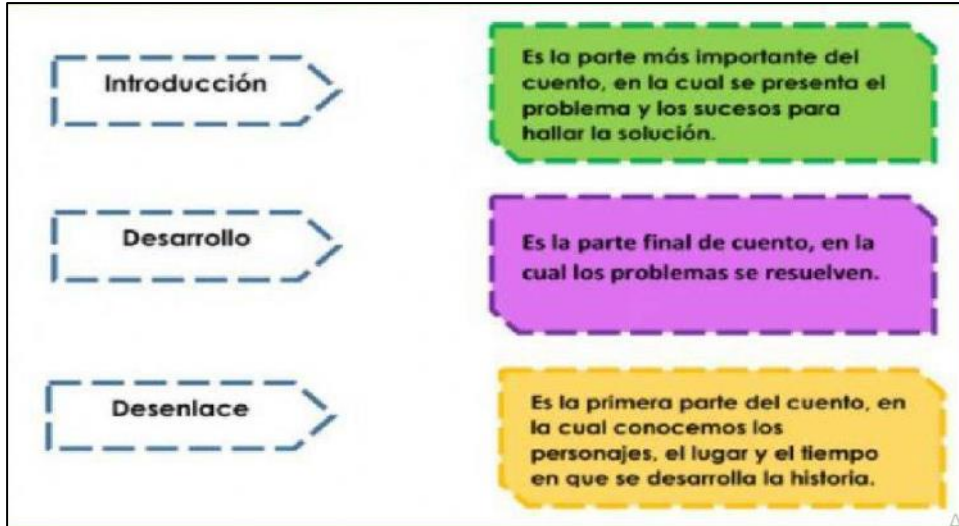 Introducción
Es la parte más importante del
cuento, en la cual se presenta el
problema y los sucesos para
hallar la solución.
Desarrollo
Es la parte final de cuento, en la
cual los problemas se resuelven.
Desenlace
Es la primera parte del cuento, en
la cual conocemos los
personajes, el lugar y el tiempo
en que se desarrolla la historia.
A